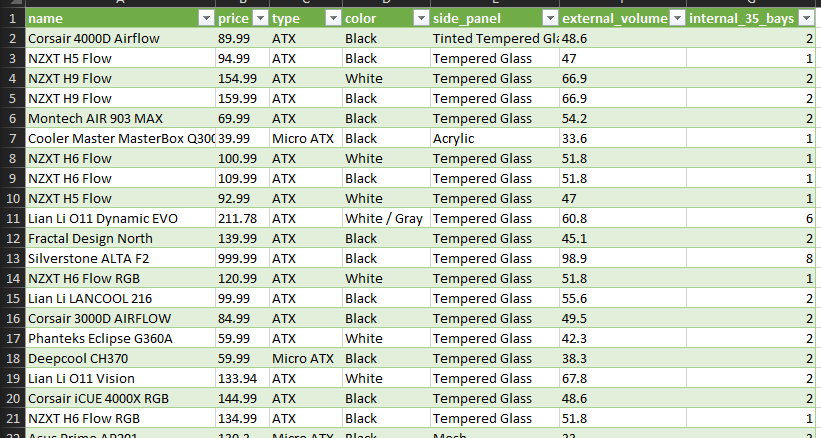 1 name price type color side_panel external_volume internal_35_bays
2 Corsair 4000D Airflow 89.99 ATX Black Tinted Tempered Gla 48.6 2
3 NZXT H5 Flow 94.99 ATX Black Tempered Glass 47 1
4 NZXT H9 Flow 154.99 ATX White Tempered Glass 66.9 2
5 NZXT H9 Flow 159.99 ATX Black Tempered Glass 66.9 2
6 Montech AIR 903 MAX 69.99 ATX Black Tempered Glass 54.2 2
7 Cooler Master MasterBox Q300 39.99 Micro ATX Black Acrylic 33.6 1
8 NZXT H6 Flow 100.99 ATX White Tempered Glass 51.8 1
9 NZXT H6 Flow 109.99 ATX Black Tempered Glass 51.8 1
10 NZXT H5 Flow 92.99 ATX White Tempered Glass 47 1
11 Lian Li O11 Dynamic EVO 211.78 ATX White / Gray Tempered Glass 60.8 6
12 Fractal Design North 139.99 ATX Black Tempered Glass 45.1 2
13 Silverstone ALTA F2 999.99 ATX Black Tempered Glass 98.9 8
14 NZXT H6 Flow RGB 120.99 ATX White Tempered Glass 51.8 1
15 Lian Li LANCOOL 216 99.99 ATX Black Tempered Glass 55.6 2
16 Corsair 3000D AIRFLOW 84.99 ATX Black Tempered Glass 49.5 2
17 Phanteks Eclipse G360A 59.99 ATX White Tempered Glass 42.3 2
18 Deepcool CH370 59.99 Micro ATX Black Tempered Glass 38.3 2
19 Lian Li O11 Vision 133.94 ATX White Tempered Glass 67.8 2
20 Corsair iCUE 4000X RGB 144.99 ATX Black Tempered Glass 48.6 2
21 NZXT H6 Flow RGB 134.99 ATX Black Tempered Glass 51.8 1